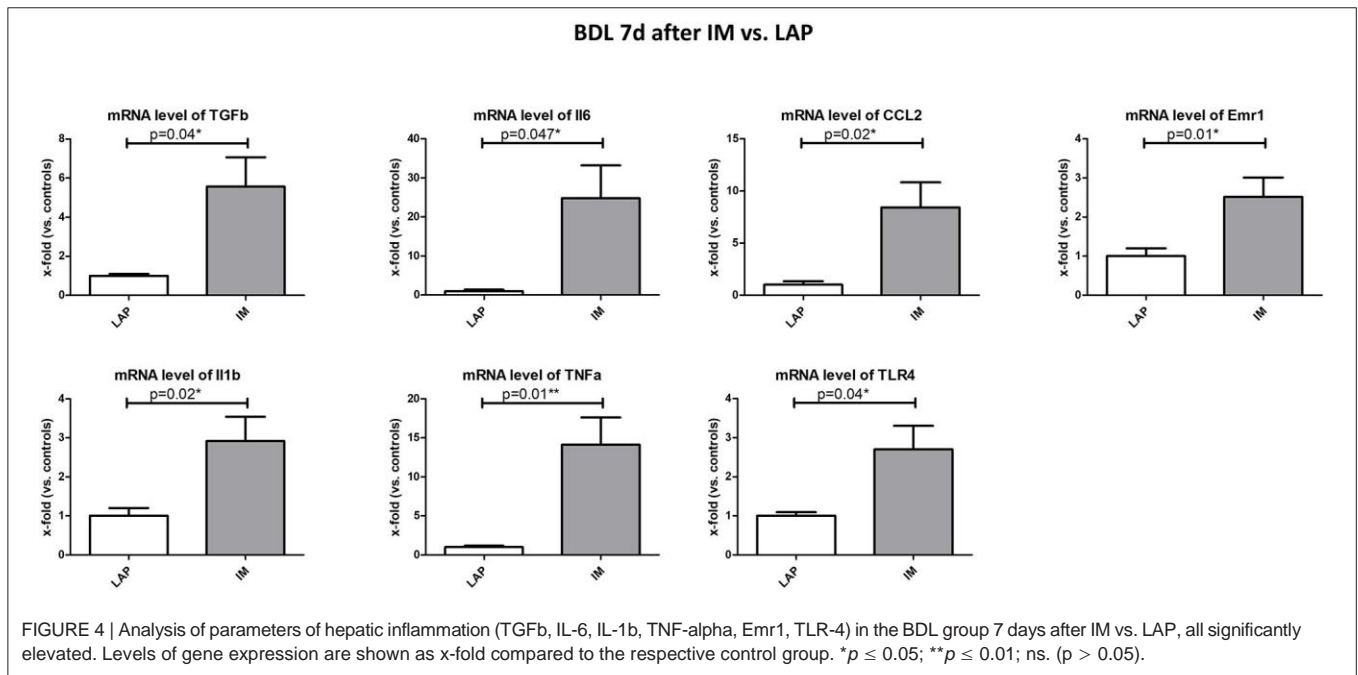 BDL 7d after IM vs. LAP
mRNA level of TGFb
p=0.04*
x-fold (vs. controls)
8
6
4
2
0
LAP
IM
mRNA level of Il6
p=0.047*
x-fold (vs. controls)
40
30
20
10
0
LAP
IM
mRNA level of CCL2
p=0.02*
x-fold (vs. controls)
15
10
5
0
LAP
IM
mRNA level of Emr1
p=0.01*
x-fold (vs. controls)
4
3
2
1
0
LAP
IM
mRNA level of Il1b
p=0.02*
x-fold (vs. controls)
4
3
2
1
0
LAP
IM
mRNA level of TNFa
p=0.01**
x-fold (vs. controls)
20
15
10
5
0
LAP
IM
mRNA level of TLR4
p=0.04*
x-fold (vs. controls)
4
3
2
1
0
LAP
IM
FIGURE 4 | Analysis of parameters of hepatic inflammation (TGFb, IL-6, IL-1b, TNF-alpha, Emr1, TLR-4) in the BDL group 7 days after IM vs. LAP, all significantly
elevated. Levels of gene expression are shown as x-fold compared to the respective control group. *p ≤ 0.05; **p ≤ 0.01; ns. (p > 0.05).